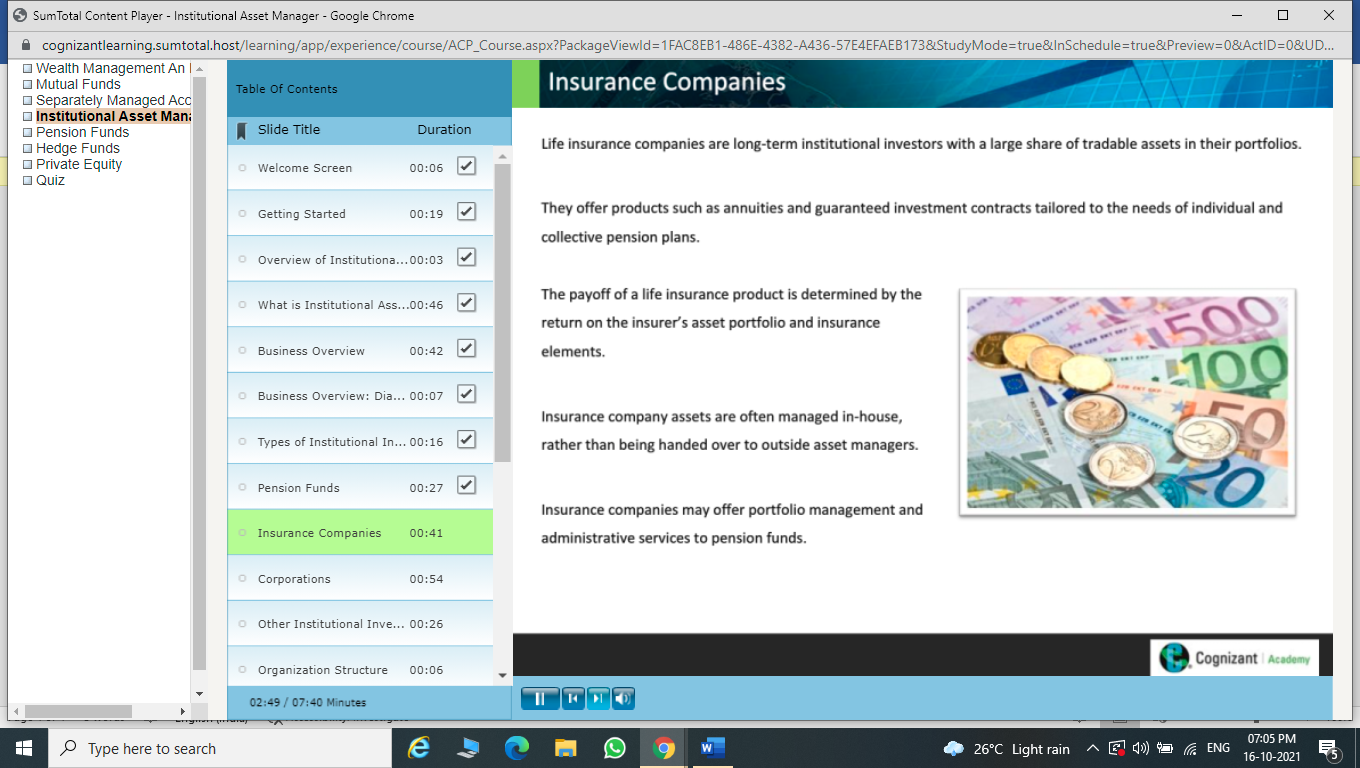 SumTotal Content Player - Institutional Asset Manager - Google Chrome
cognizantlearning.sumtotal.host/learning/app/experience/course/ACP_Course.aspx?PackageViewId=1FAC8EB1-486E-4382-A436-57E4EFAEB173&StudyMode=true&InSchedule=true&Preview=0&ActID=0&UD...
Wealth Management An
Mutual Funds
Separately Managed Acc
Institutional Asset Mana
Pension Funds
Hedge Funds
Private Equity
Quiz
Table Of Contents
Slide Title Duration
Welcome Screen 00:06
Getting Started 00:19
Overview of Institutiona... 00:03
What is Institutional Ass... 00:46
Business Overview 00:42
Business Overview: Dia... 00:07
Types of Institutional In... 00:16
Pension Funds 00:27
Insurance Companies 00:41
Corporations 00:54
Other Institutional Inve... 00:26
Organization Structure 00:06
02:49 / 07:40 Minutes
Insurance Companies
Life insurance companies are long-term institutional investors with a large share of tradable assets in their portfolios.
They offer products such as annuities and guaranteed investment contracts tailored to the needs of individual and
collective pension plans.
The payoff of a life insurance product is determined by the
return on the insurer's asset portfolio and insurance
elements.
Insurance company assets are often managed in-house,
rather than being handed over to outside asset managers.
Insurance companies may offer portfolio management and
administrative services to pension funds.
500
100
50
20
Cognizant | Academy
Type here to search
26°C Light rain
ENG
07:05 PM
16-10-2021
5